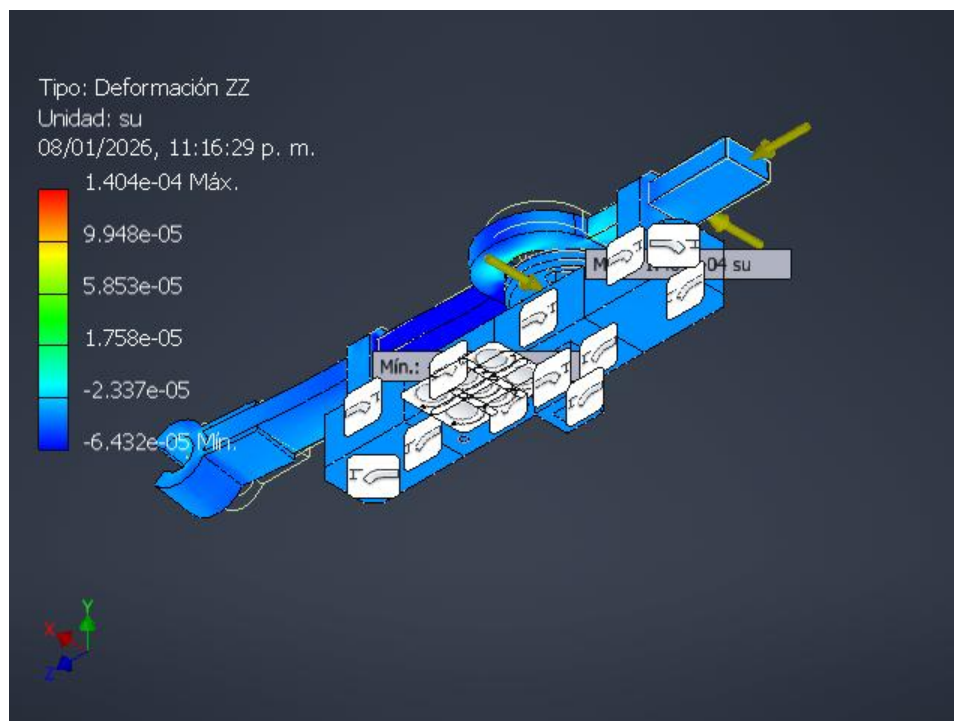 Tipo: Deformación ZZ
Unidad: su
08/01/2026, 11:16:29 p. m.
1.404e-04 Máx.
9.948e-05
5.853e-05
1.758e-05
-2.337e-05
-6.432e-05 Mín.
04 su
Mín.:
Y
X
Z